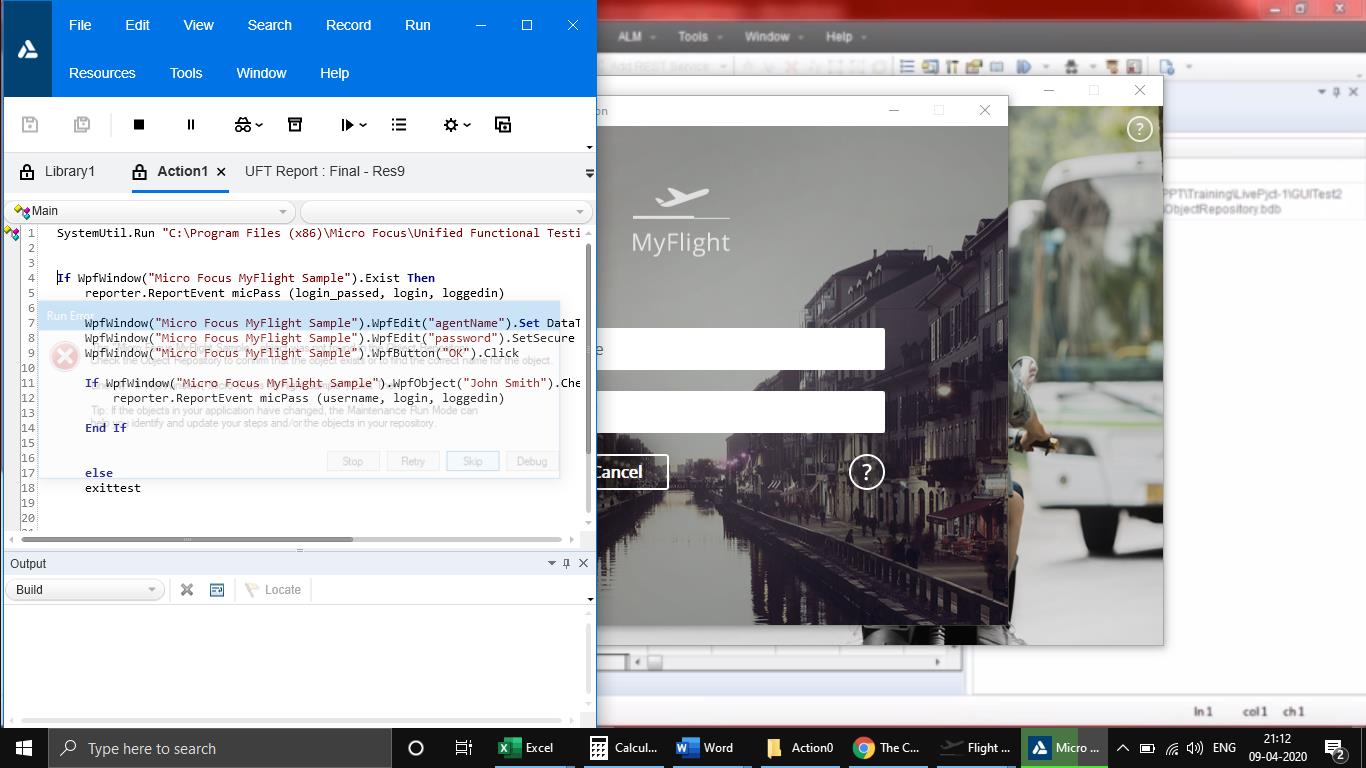 File Edit View Search Record Run
Resources Tools Window Help
ALM Tools Window Help
Add REST Service
Library1 Action1 UFT Report : Final - Res9
Main
1 SystemUtil.Run "C:\Program Files (x86)\Micro Focus\Unified Functional Testi
2
3
4 If WpfWindow("Micro Focus MyFlight Sample").Exist Then
5 reporter.ReportEvent micPass (login_passed, login, loggedin)
6
Run Error
7 WpfWindow("Micro Focus MyFlight Sample").WpfEdit("agentName").Set DataT
8 WpfWindow("Micro Focus MyFlight Sample").WpfEdit("password").SetSecure
9 WpfWindow("Micro Focus MyFlight Sample").WpfButton("OK").Click
Check the Object Repository to confirm that the object exists or to find the correct name for the object.
10
11 If WpfWindow("Micro Focus MyFlight Sample").WpfObject("John Smith").Che
12 reporter.ReportEvent micPass (username, login, loggedin)
Tip: If the objects in your application have changed, the Maintenance Run Mode can
13
help you identify and update your steps and/or the objects in your repository.
14 End If
15
16
Stop Retry Skip Debug
17 else
18 exittest
19
20
Output
Build Locate
on
MyFlight
e
Cancel ?
?
PPT\Training\LivePjct-1\GUITest2
ObjectRepository.bdb
ln 1 col 1 ch 1
Type here to search
Excel Calcul... Word Action0 The C... Flight ... Micro ...
ENG 21:12
09-04-2020 2